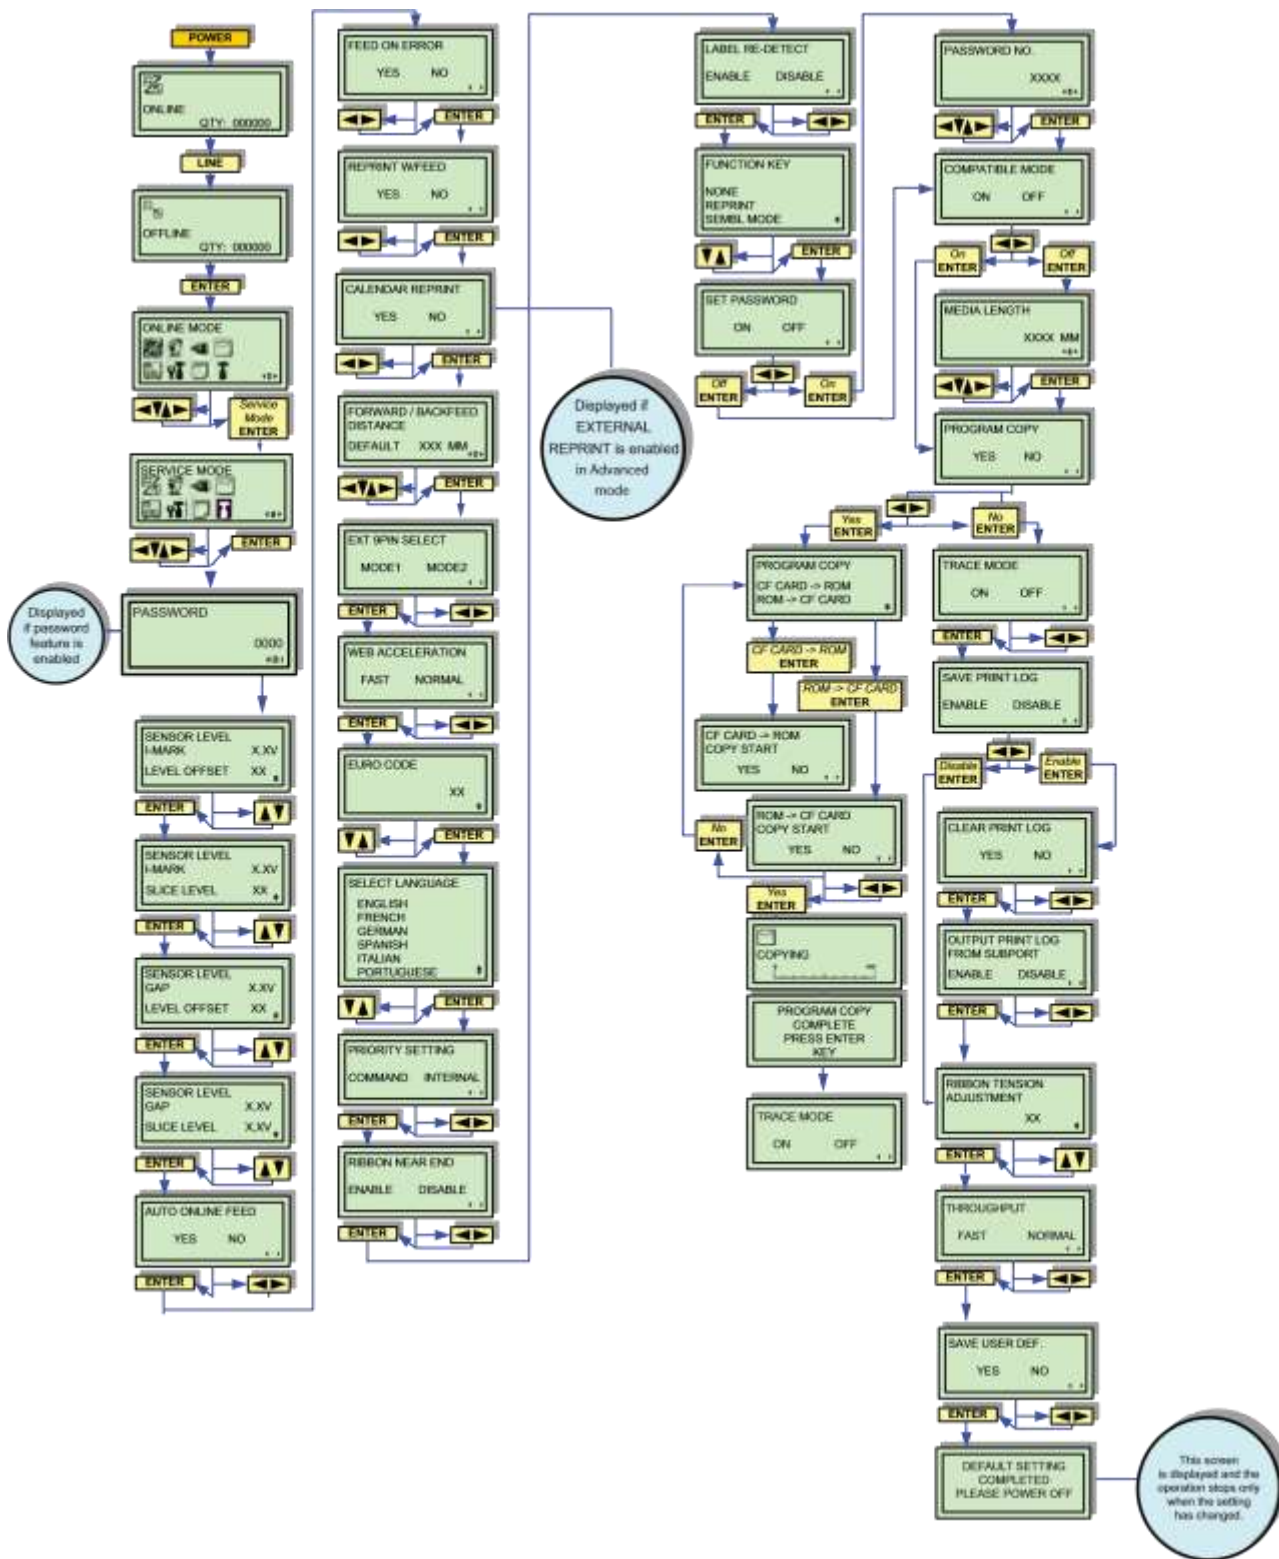 POWER
ONLINE
QTY: 000000
LINE
OFFLINE
QTY: 000000
ENTER
ONLINE MODE
Service
Mode
ENTER
SERVICE MODE
ENTER
Displayed
if password
feature is
enabled
PASSWORD
0000
SENSOR LEVEL
I-MARK X.XV
LEVEL OFFSET XX
ENTER
SENSOR LEVEL
I-MARK X.XV
SLICE LEVEL XX
ENTER
SENSOR LEVEL
GAP X.XV
LEVEL OFFSET XX
ENTER
SENSOR LEVEL
GAP X.XV
SLICE LEVEL X.XV
ENTER
AUTO ONLINE FEED
YES NO
ENTER
FEED ON ERROR
YES NO
ENTER
REPRINT W/FEED
YES NO
ENTER
CALENDAR REPRINT
YES NO
ENTER
Displayed if
EXTERNAL
REPRINT is enabled
in Advanced
mode
FORWARD / BACKFEED
DISTANCE
DEFAULT XXX MM
ENTER
EXT 9PIN SELECT
MODE1 MODE2
ENTER
WEB ACCELERATION
FAST NORMAL
ENTER
EURO CODE
XX
ENTER
SELECT LANGUAGE
ENGLISH
FRENCH
GERMAN
SPANISH
ITALIAN
PORTUGUESE
ENTER
PRIORITY SETTING
COMMAND INTERNAL
ENTER
RIBBON NEAR END
ENABLE DISABLE
ENTER
LABEL RE-DETECT
ENABLE DISABLE
ENTER
FUNCTION KEY
NONE
REPRINT
SEMBL MODE
ENTER
SET PASSWORD
ON OFF
Off
ENTER
On
ENTER
PASSWORD NO.
XXXX
ENTER
COMPATIBLE MODE
ON OFF
On
ENTER
Off
ENTER
MEDIA LENGTH
XXXX MM
ENTER
PROGRAM COPY
YES NO
Yes
ENTER
No
ENTER
PROGRAM COPY
CF CARD -> ROM
ROM -> CF CARD
CF CARD -> ROM
ENTER
ROM -> CF CARD
ENTER
CF CARD -> ROM
COPY START
YES NO
ROM -> CF CARD
COPY START
YES NO
No
ENTER
Yes
ENTER
COPYING
PROGRAM COPY
COMPLETE
PRESS ENTER
KEY
TRACE MODE
ON OFF
TRACE MODE
ON OFF
ENTER
SAVE PRINT LOG
ENABLE DISABLE
Disable
ENTER
Enable
ENTER
CLEAR PRINT LOG
YES NO
ENTER
OUTPUT PRINT LOG
FROM SUBPORT
ENABLE DISABLE
ENTER
RIBBON TENSION
ADJUSTMENT
XX
ENTER
THROUGHPUT
FAST NORMAL
ENTER
SAVE USER DEF.
YES NO
ENTER
DEFAULT SETTING
COMPLETED
PLEASE POWER OFF
This screen
is displayed and the
operation stops only
when the setting
has changed.